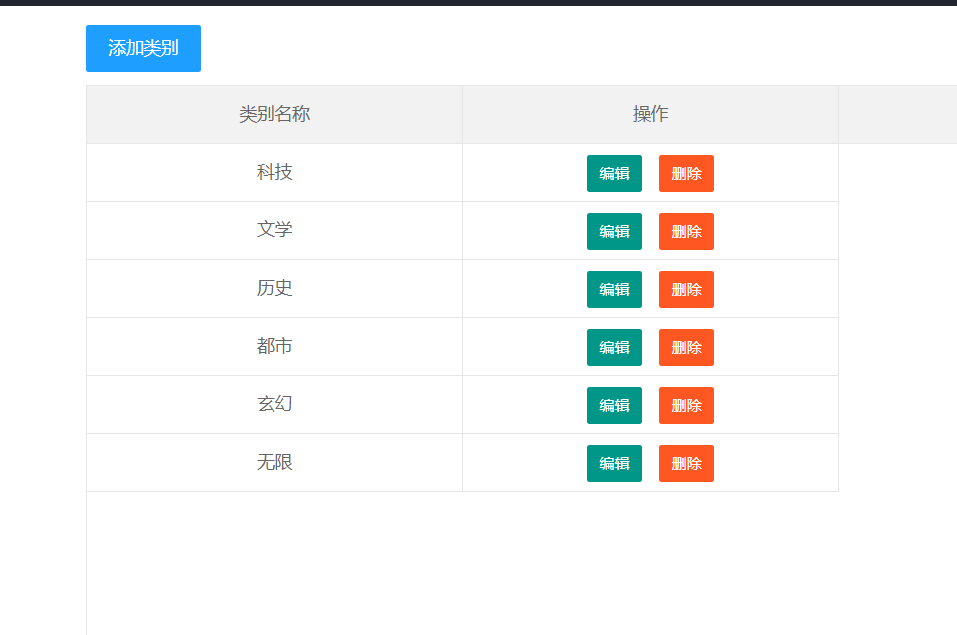 添加类别
类别名称 操作
科技 编辑 删除
文学 编辑 删除
历史 编辑 删除
都市 编辑 删除
玄幻 编辑 删除
无限 编辑 删除